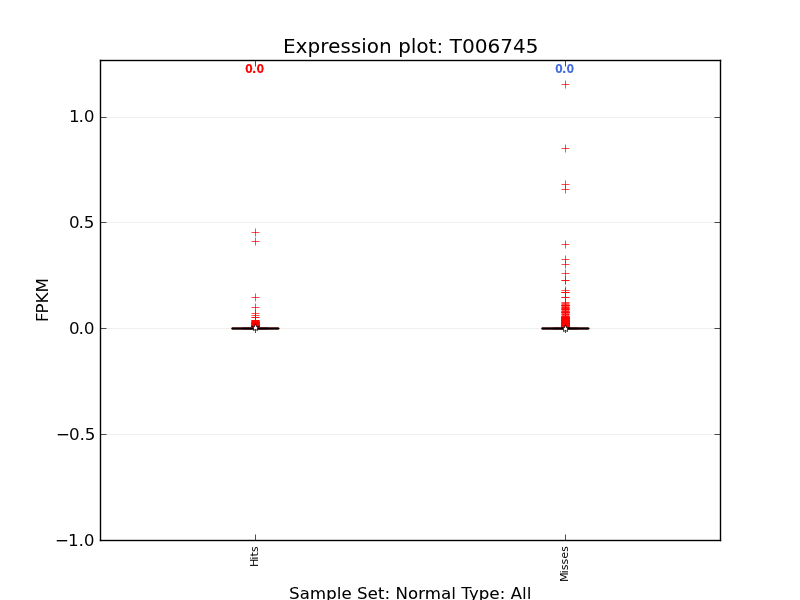 Expression plot: T006745
0.0
0.0
1.0
0.5
0.0
−0.5
−1.0
FPKM
Hits
Misses
Sample Set: Normal Type: All